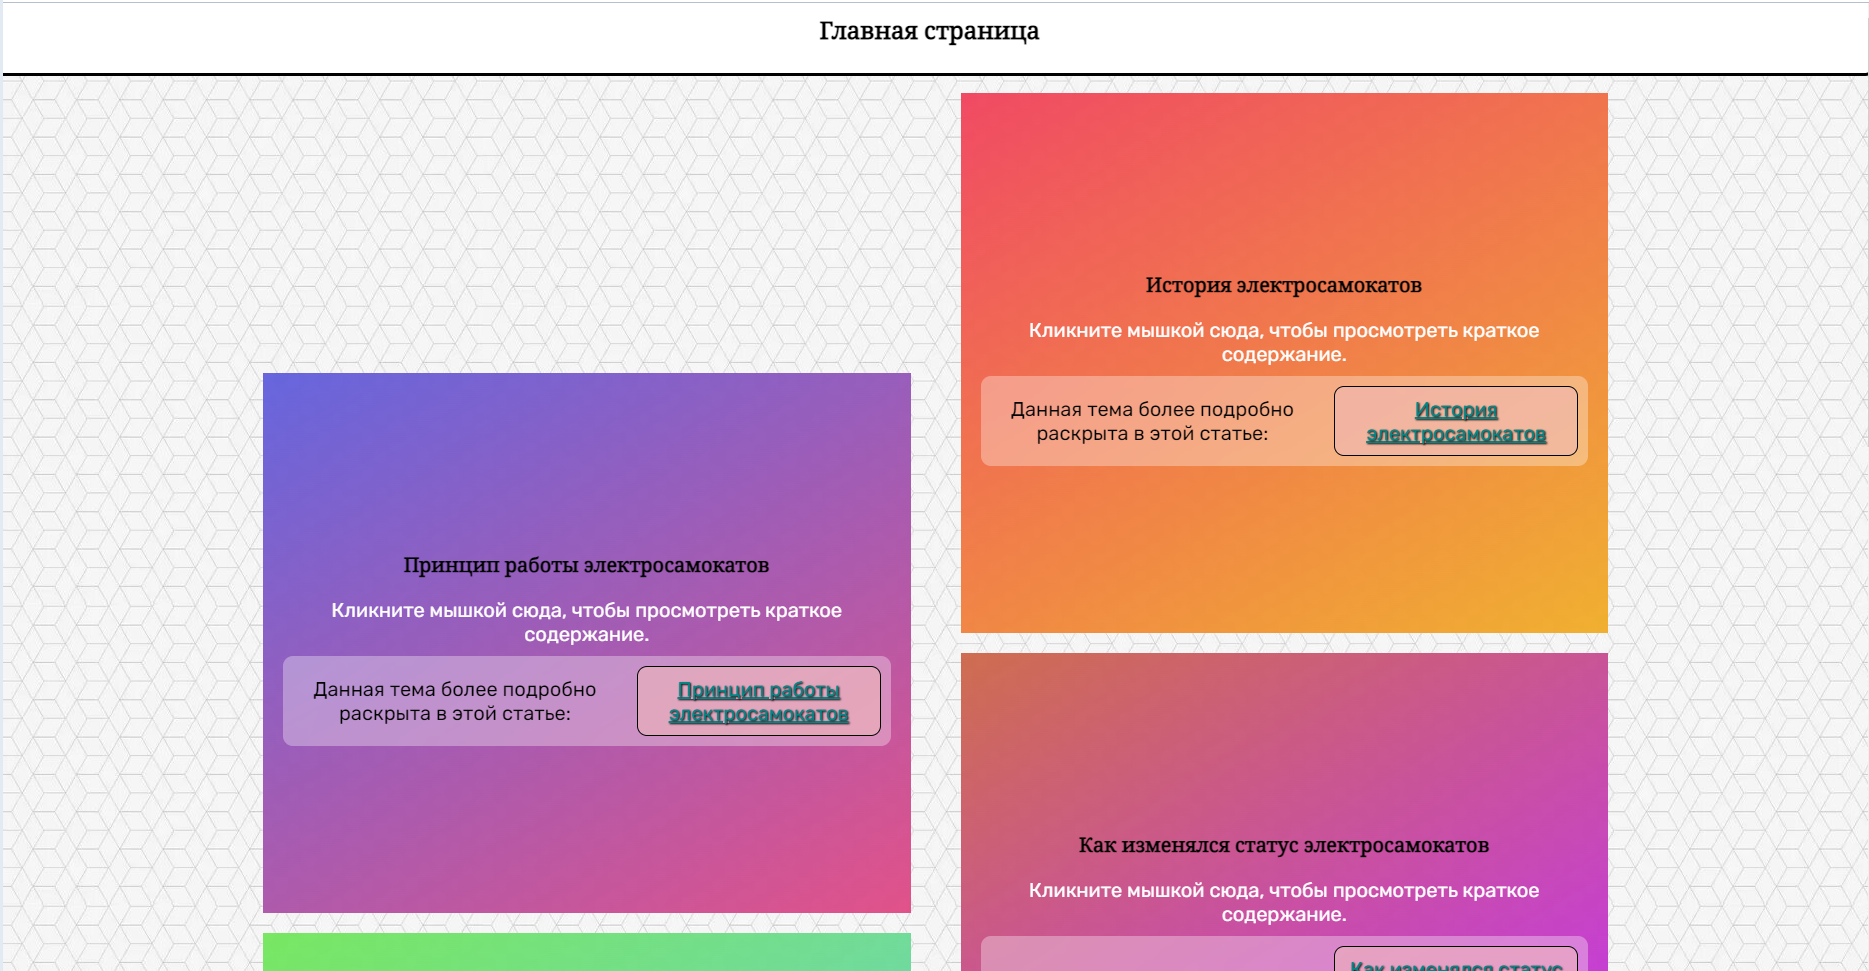 Главная страница
История электросамокатов
Кликните мышкой сюда, чтобы просмотреть краткое
содержание.
Данная тема более подробно
раскрыта в этой статье:
История
электросамокатов
Принцип работы электросамокатов
Кликните мышкой сюда, чтобы просмотреть краткое
содержание.
Данная тема более подробно
раскрыта в этой статье:
Принцип работы
электросамокатов
Как изменялся статус электросамокатов
Кликните мышкой сюда, чтобы просмотреть краткое
содержание.
Как изменялся статус